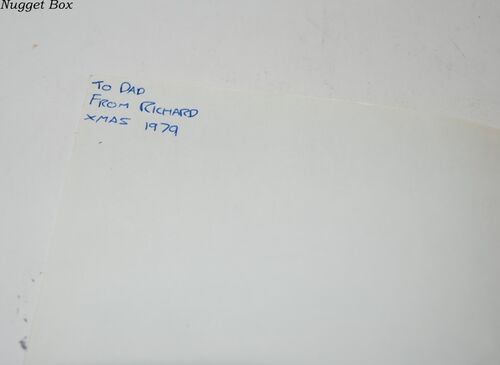 Nugget Box
TO DAD
FROM RICHARD
XMAS 1979